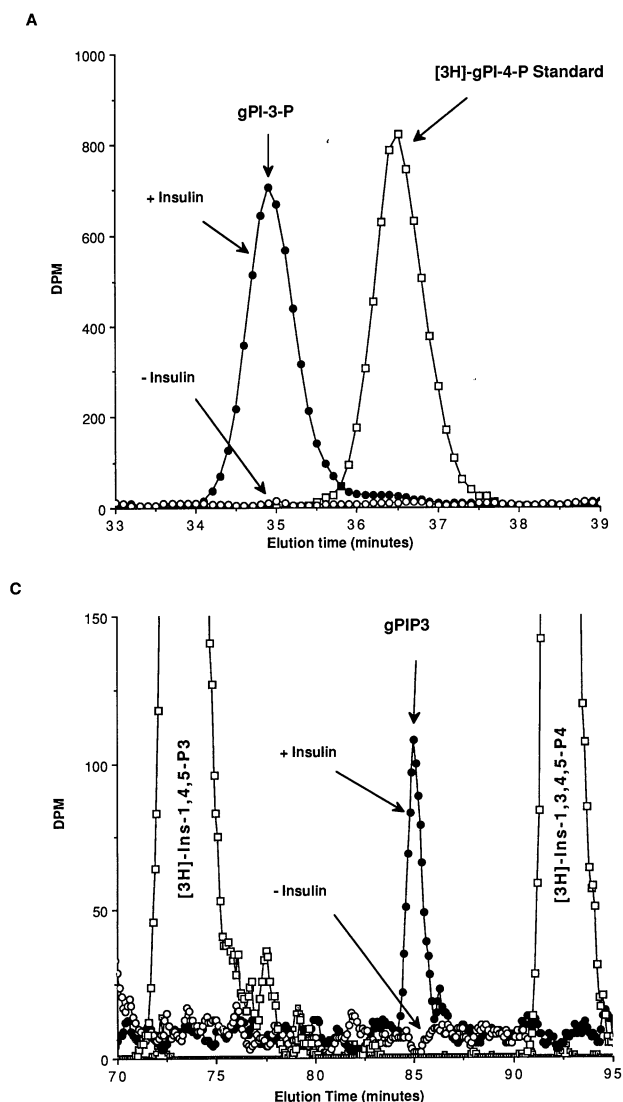 A
1000
800
600
400
200
0
DPM
gPI-3-P
[3H]-gPI-4-P Standard
+ Insulin
- Insulin
33 34 35 36 37 38 39
Elution time (minutes)
C
150
100
50
0
DPM
gPIP3
+ Insulin
- Insulin
[3H]-Ins-1,4,5-P3
[3H]-Ins-1,3,4,5-P4
70 75 80 85 90 95
Elution Time (minutes)